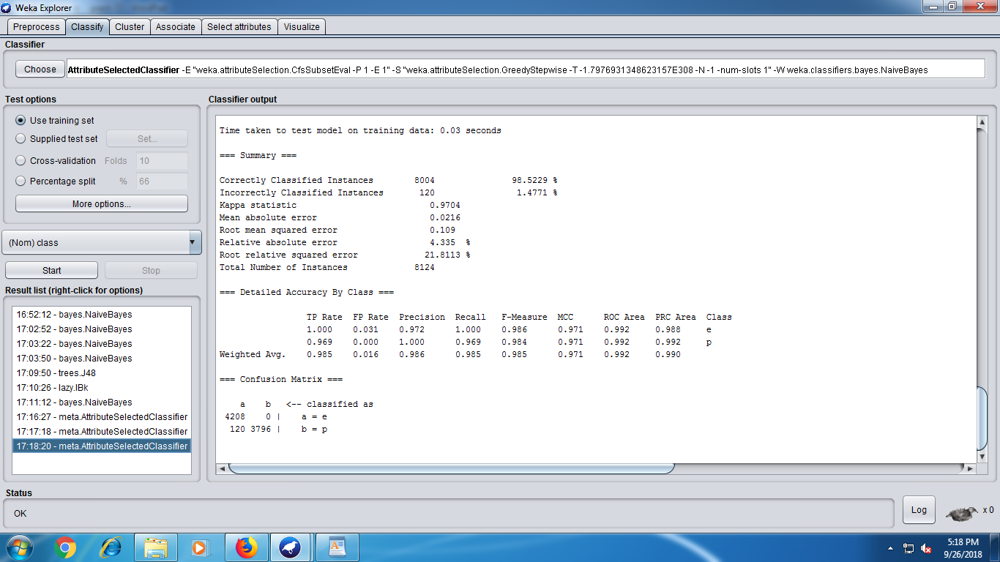 Weka Explorer
Preprocess Classify Cluster Associate Select attributes Visualize
Classifier
Choose AttributeSelectedClassifier -E "weka.attributeSelection.CfsSubsetEval -P 1 -E 1" -S "weka.attributeSelection.GreedyStepwise -T -1.7976931348623157E308 -N -1 -num-slots 1" -W weka.classifiers.bayes.NaiveBayes
Test options
Use training set
Supplied test set Set...
Cross-validation Folds 10
Percentage split % 66
More options...
(Nom) class
Start Stop
Result list (right-click for options)
16:52:12 - bayes.NaiveBayes
17:02:52 - bayes.NaiveBayes
17:03:22 - bayes.NaiveBayes
17:03:50 - bayes.NaiveBayes
17:09:50 - trees.J48
17:10:26 - lazy.IBk
17:11:12 - bayes.NaiveBayes
17:16:27 - meta.AttributeSelectedClassifier
17:17:18 - meta.AttributeSelectedClassifier
17:18:20 - meta.AttributeSelectedClassifier
Classifier output
Time taken to test model on training data: 0.03 seconds
=== Summary ===
Correctly Classified Instances 8004 98.5229 %
Incorrectly Classified Instances 120 1.4771 %
Kappa statistic 0.9704
Mean absolute error 0.0216
Root mean squared error 0.109
Relative absolute error 4.335 %
Root relative squared error 21.8113 %
Total Number of Instances 8124
=== Detailed Accuracy By Class ===
TP Rate FP Rate Precision Recall F-Measure MCC ROC Area PRC Area Class
1.000 0.031 0.972 1.000 0.986 0.971 0.992 0.988 e
0.969 0.000 1.000 0.969 0.984 0.971 0.992 0.992 p
Weighted Avg. 0.985 0.016 0.986 0.985 0.985 0.971 0.992 0.990
=== Confusion Matrix ===
a b <-- classified as
4208 0 | a = e
120 3796 | b = p
Status
OK
Log x 0
5:18 PM
9/26/2018